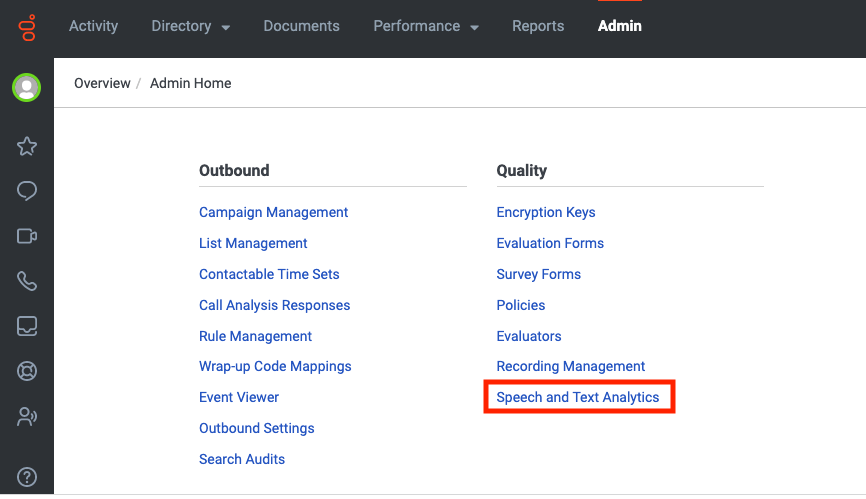 Activity Directory Documents Performance Reports Admin
Overview / Admin Home
Outbound
Campaign Management
List Management
Contactable Time Sets
Call Analysis Responses
Rule Management
Wrap-up Code Mappings
Event Viewer
Outbound Settings
Search Audits
Quality
Encryption Keys
Evaluation Forms
Survey Forms
Policies
Evaluators
Recording Management
Speech and Text Analytics